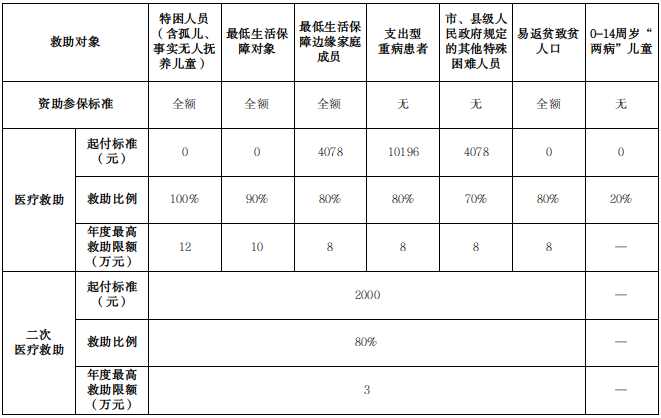 救助对象
特困人员
（含孤儿、
事实无人抚
养儿童）
最低生活保
障对象
最低生活保
障边缘家庭
成员
支出型
重病患者
市、县级人
民政府规定
的其他特殊
困难人员
易返贫致贫
人口
0-14周岁“
两病”儿童
资助参保标准
全额
全额
全额
无
无
全额
无
医疗救助
起付标准
（元）
0
0
4078
10196
4078
0
0
救助比例
100%
90%
80%
80%
70%
80%
20%
年度最高
救助限额
（万元）
12
10
8
8
8
8
—
二次
医疗救助
起付标准
（元）
2000
—
救助比例
80%
—
年度最高
救助限额
（万元）
3
—